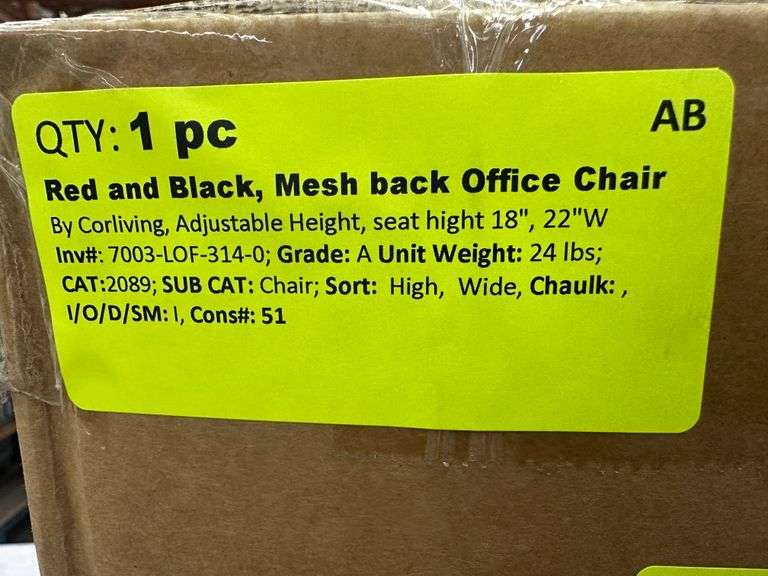 QTY: 1 pc
AB
Red and Black, Mesh back Office Chair
By Corliving, Adjustable Height, seat hight 18", 22"W
Inv#: 7003-LOF-314-0; Grade: A Unit Weight: 24 lbs;
CAT:2089; SUB CAT: Chair; Sort: High, Wide, Chaulk: ,
I/O/D/SM: I, Cons#: 51